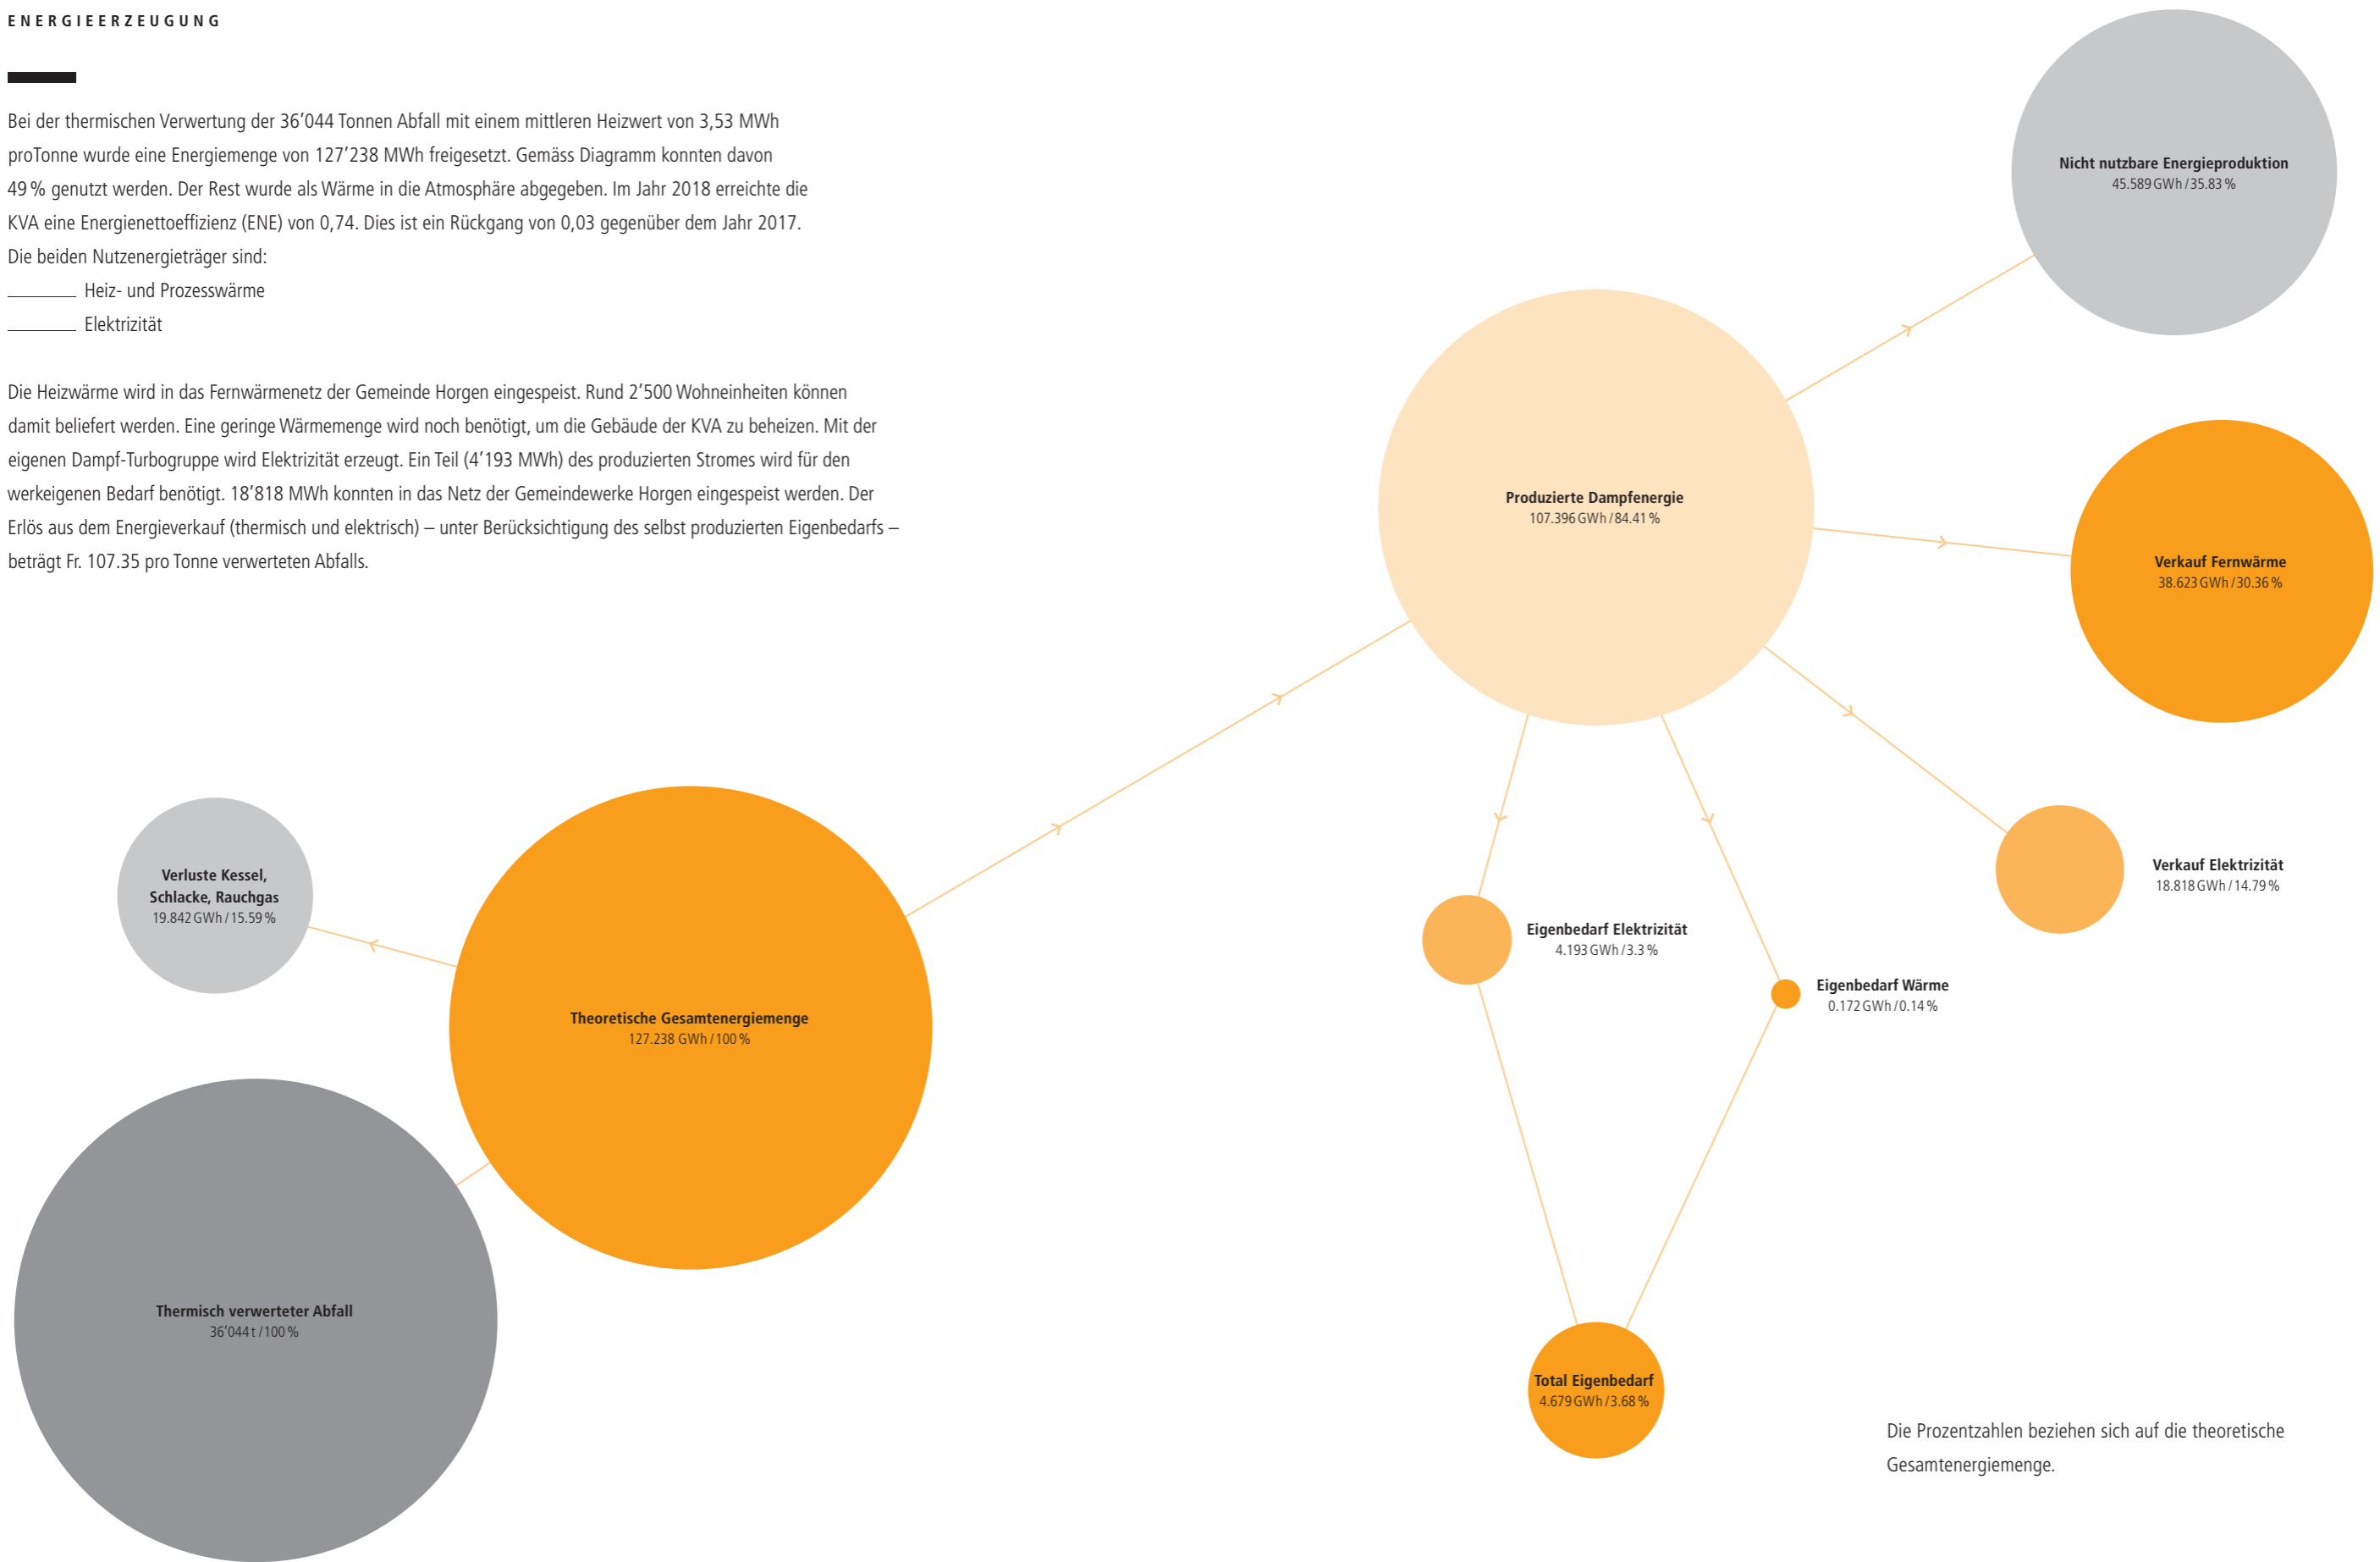 ENERGIEERZEUGUNG
Bei der thermischen Verwertung der 36’044 Tonnen Abfall mit einem mittleren Heizwert von 3,53 MWh
proTonne wurde eine Energiemenge von 127’238 MWh freigesetzt. Gemäss Diagramm konnten davon
49 % genutzt werden. Der Rest wurde als Wärme in die Atmosphäre abgegeben. Im Jahr 2018 erreichte die
KVA eine Energienettoeffizienz (ENE) von 0,74. Dies ist ein Rückgang von 0,03 gegenüber dem Jahr 2017.
Die beiden Nutzenergieträger sind:
Heiz- und Prozesswärme
Elektrizität
Die Heizwärme wird in das Fernwärmenetz der Gemeinde Horgen eingespeist. Rund 2’500 Wohneinheiten können
damit beliefert werden. Eine geringe Wärmemenge wird noch benötigt, um die Gebäude der KVA zu beheizen. Mit der
eigenen Dampf-Turbogruppe wird Elektrizität erzeugt. Ein Teil (4’193 MWh) des produzierten Stromes wird für den
werkeigenen Bedarf benötigt. 18’818 MWh konnten in das Netz der Gemeindewerke Horgen eingespeist werden. Der
Erlös aus dem Energieverkauf (thermisch und elektrisch) – unter Berücksichtigung des selbst produzierten Eigenbedarfs –
beträgt Fr. 107.35 pro Tonne verwerteten Abfalls.
Nicht nutzbare Energieproduktion
45.589 GWh / 35.83 %
Produzierte Dampfenergie
107.396 GWh / 84.41 %
Verkauf Fernwärme
38.623 GWh / 30.36 %
Verkauf Elektrizität
18.818 GWh / 14.79 %
Verluste Kessel,
Schlacke, Rauchgas
19.842 GWh / 15.59 %
Eigenbedarf Elektrizität
4.193 GWh / 3.3 %
Eigenbedarf Wärme
0.172 GWh / 0.14 %
Theoretische Gesamtenergiemenge
127.238 GWh / 100 %
Thermisch verwerteter Abfall
36’044 t / 100 %
Total Eigenbedarf
4.679 GWh / 3.68 %
Die Prozentzahlen beziehen sich auf die theoretische
Gesamtenergiemenge.